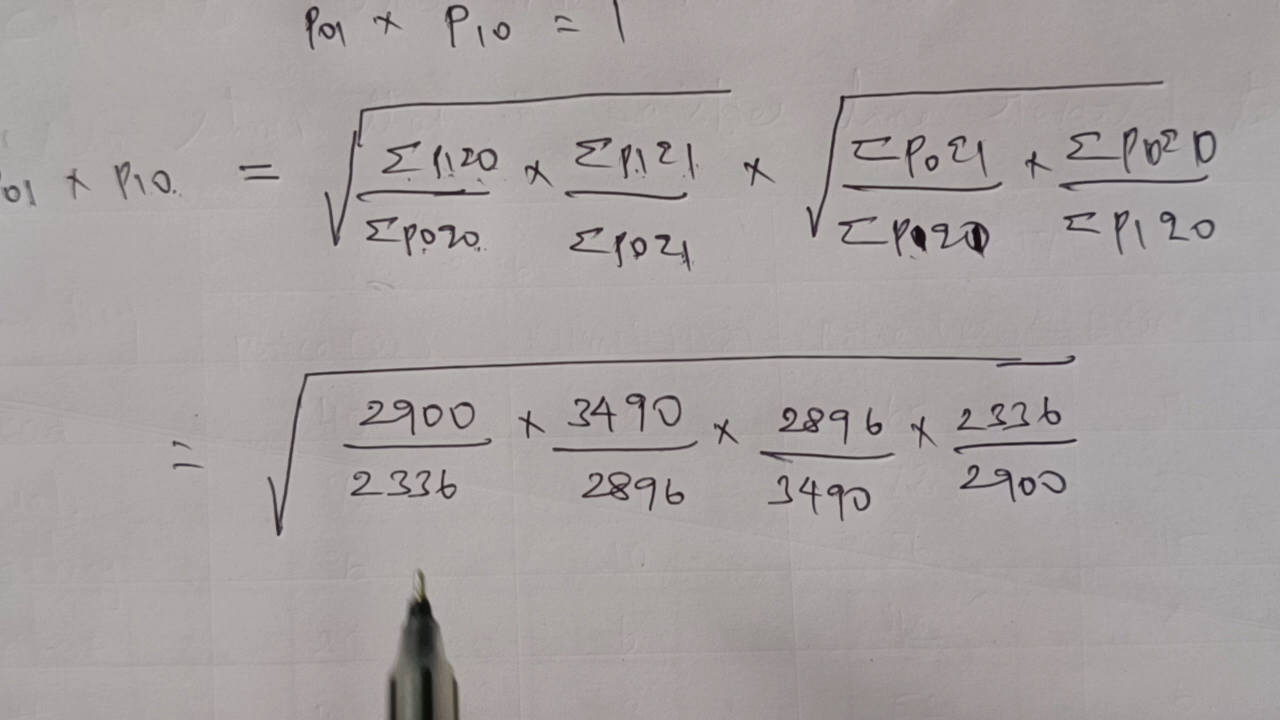 P01 × P10 = 1
P01 × P10 = √(Σp1q0/Σp0q0 × Σp1q1/Σp0q1) × √(Σp0q1/Σp1q1 × Σp0q0/Σp1q0)
= √(2900/2336 × 3490/2896 × 2896/3490 × 2336/2900)